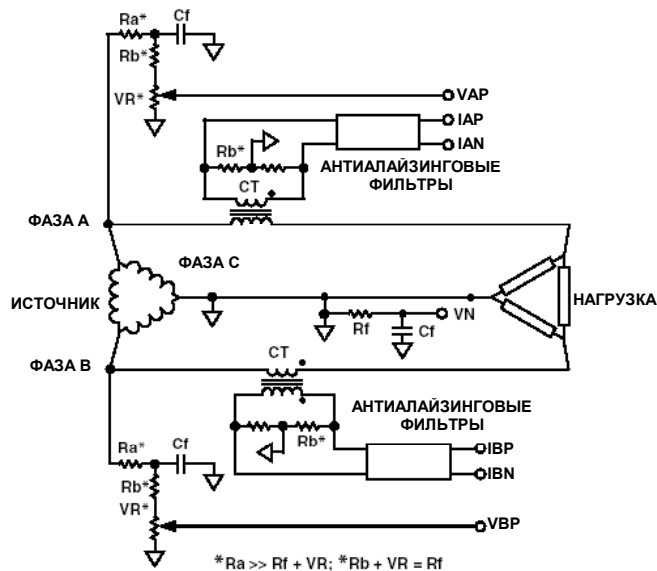 Ra*
Cf
Rb*
VR*
VAP
IAP
IAN
Rb*
АНТИАЛАЙЗИНГОВЫЕ
ФИЛЬТРЫ
CT
ФАЗА А
ФАЗА С
ИСТОЧНИК
НАГРУЗКА
VN
Rf
Cf
ФАЗА В
CT
АНТИАЛАЙЗИНГОВЫЕ
ФИЛЬТРЫ
Ra*
Cf
Rb*
IBP
IBN
Rb*
VR*
VBP
*Ra >> Rf + VR; *Rb + VR = Rf